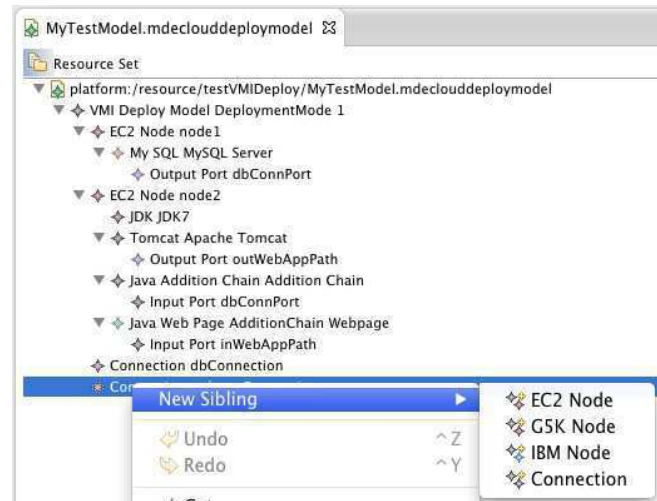 MyTestModel.mdeclouddeploymodel
Resource Set
platform:/resource/testVMIDeploy/MyTestModel.mdeclouddeploymodel
VMI Deploy Model DeploymentMode 1
EC2 Node node1
My SQL MySQL Server
Output Port dbConnPort
EC2 Node node2
JDK JDK7
Tomcat Apache Tomcat
Output Port outWebAppPath
Java Addition Chain Addition Chain
Input Port dbConnPort
Java Web Page AdditionChain Webpage
Input Port inWebAppPath
Connection dbConnection
New Sibling
Undo ^Z
Redo ^Y
EC2 Node
G5K Node
IBM Node
Connection